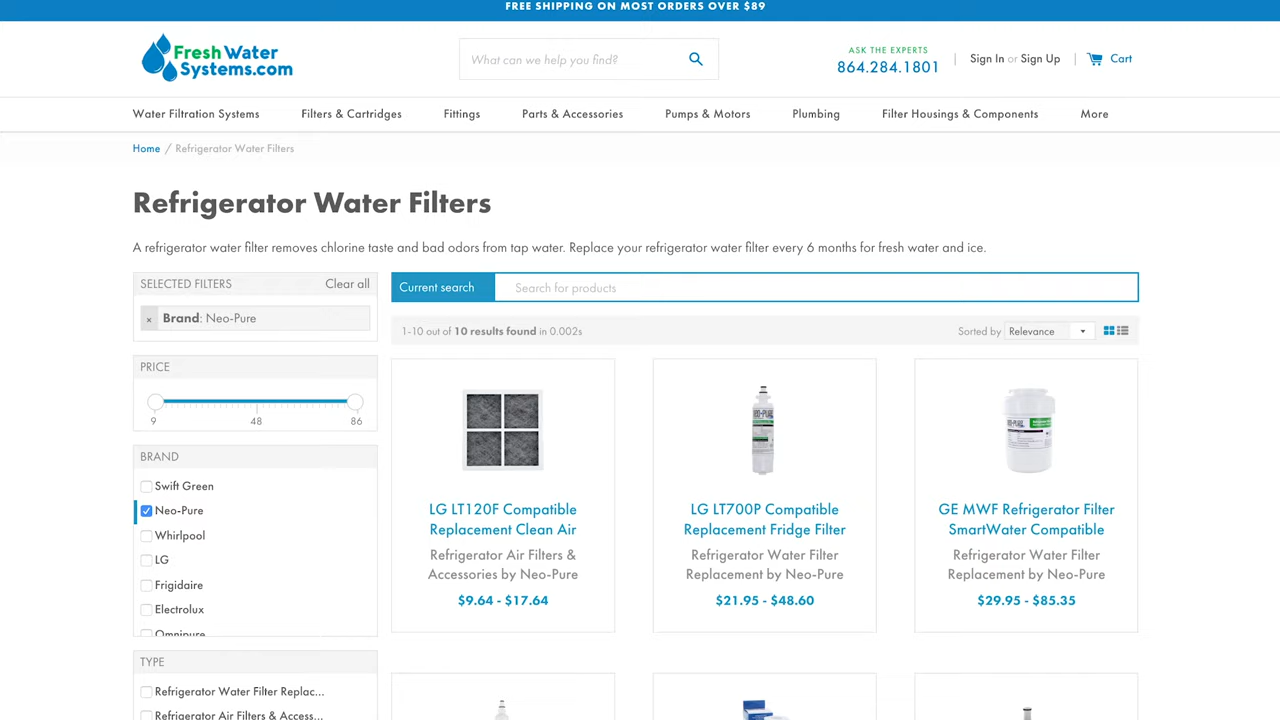 FREE SHIPPING ON MOST ORDERS OVER $89
Fresh Water
Systems.com
What can we help you find?
ASK THE EXPERTS
864.284.1801
Sign In or Sign Up
Cart
Water Filtration Systems
Filters & Cartridges
Fittings
Parts & Accessories
Pumps & Motors
Plumbing
Filter Housings & Components
More
Home / Refrigerator Water Filters
Refrigerator Water Filters
A refrigerator water filter removes chlorine taste and bad odors from tap water. Replace your refrigerator water filter every 6 months for fresh water and ice.
SELECTED FILTERS
Clear all
× Brand: Neo-Pure
PRICE
9
48
86
BRAND
Swift Green
Neo-Pure
Whirlpool
LG
Frigidaire
Electrolux
Omnipure
TYPE
Refrigerator Water Filter Replac...
Refrigerator Air Filters & Access...
Current search
Search for products
1-10 out of 10 results found in 0.002s
Sorted by Relevance
LG LT120F Compatible
Replacement Clean Air
Refrigerator Air Filters &
Accessories by Neo-Pure
$9.64 - $17.64
NEO-PURE
LG LT700P Compatible
Replacement Fridge Filter
Refrigerator Water Filter
Replacement by Neo-Pure
$21.95 - $48.60
GE MWF Refrigerator Filter
SmartWater Compatible
Refrigerator Water Filter
Replacement by Neo-Pure
$29.95 - $85.35